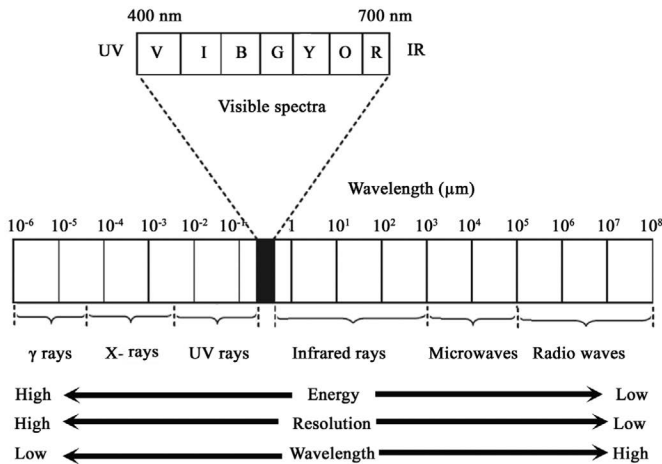 400 nm 700 nm
UV V I B G Y O R IR
Visible spectra
Wavelength (µm)
10⁻⁶ 10⁻⁵ 10⁻⁴ 10⁻³ 10⁻² 10⁻¹ 1 10¹ 10² 10³ 10⁴ 10⁵ 10⁶ 10⁷ 10⁸
γ rays X- rays UV rays Infrared rays Microwaves Radio waves
High Energy Low
High Resolution Low
Low Wavelength High